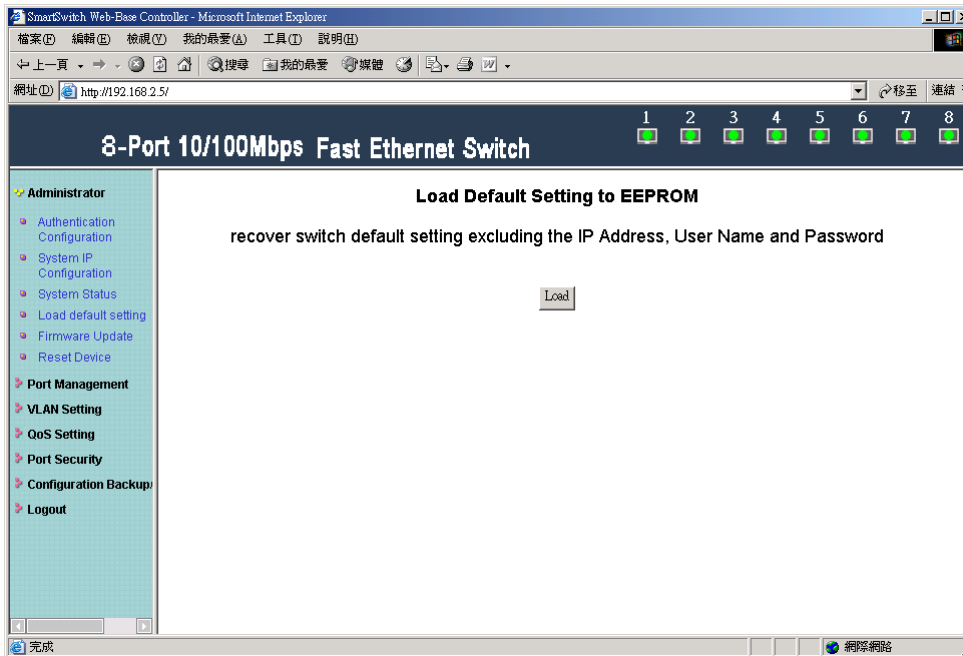 SmartSwitch Web-Base Controller - Microsoft Internet Explorer
檔案(F) 編輯(E) 檢視(V) 我的最愛(A) 工具(T) 說明(H)
上一頁 搜尋 我的最愛 媒體
網址(D) http://192.168.2.5/ 移至 連結
8-Port 10/100Mbps Fast Ethernet Switch
1 2 3 4 5 6 7 8
Administrator
Authentication
Configuration
System IP
Configuration
System Status
Load default setting
Firmware Update
Reset Device
Port Management
VLAN Setting
QoS Setting
Port Security
Configuration Backup/
Logout
Load Default Setting to EEPROM
recover switch default setting excluding the IP Address, User Name and Password
Load
完成 網際網路